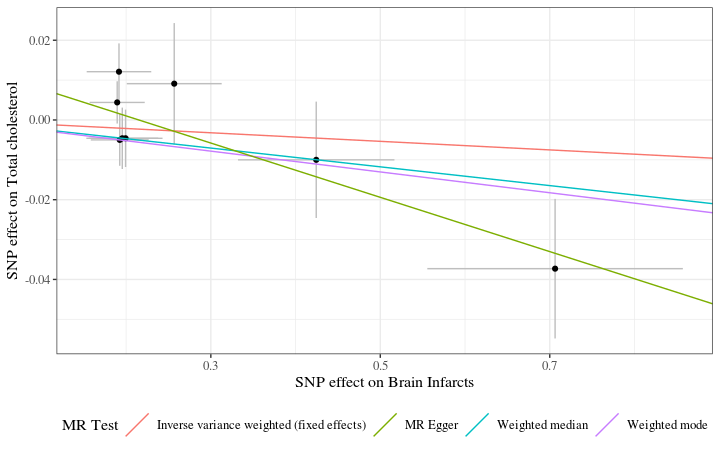 SNP effect on Total cholesterol
0.02
0.00
-0.02
-0.04
0.3 0.5 0.7
SNP effect on Brain Infarcts
MR Test Inverse variance weighted (fixed effects) MR Egger Weighted median Weighted mode